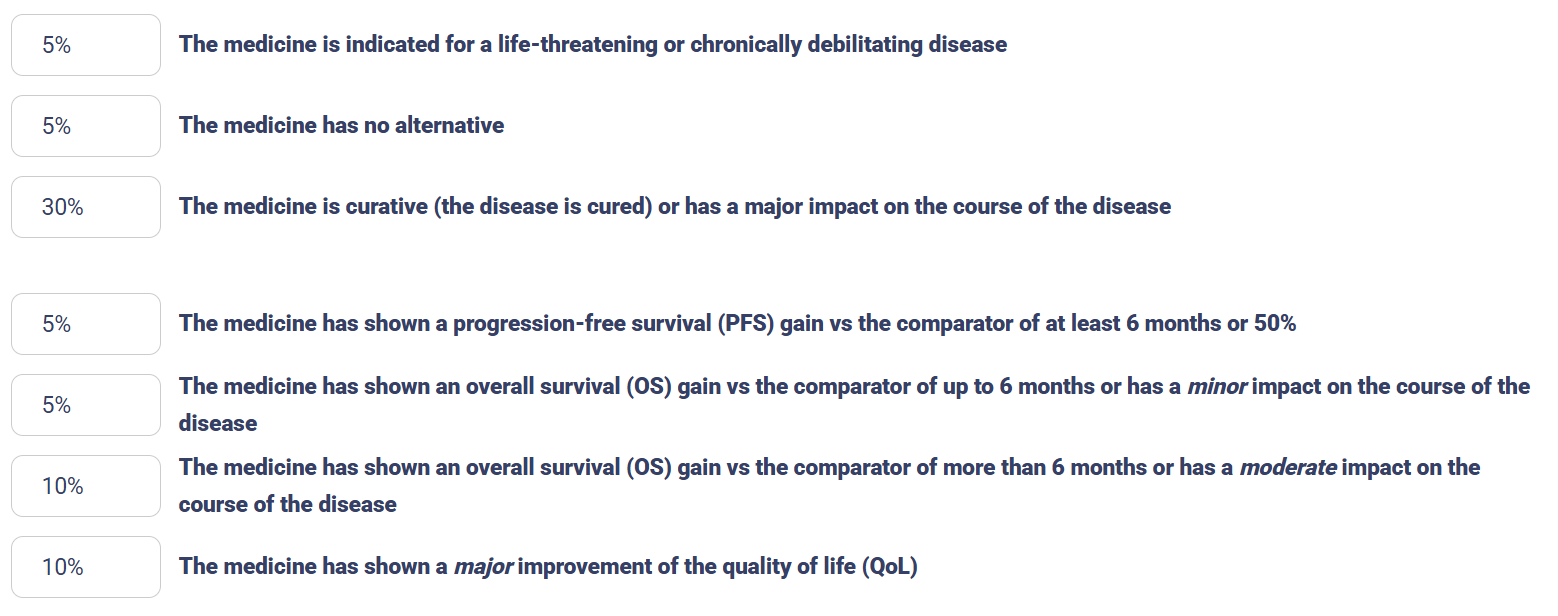 5% The medicine is indicated for a life-threatening or chronically debilitating disease
5% The medicine has no alternative
30% The medicine is curative (the disease is cured) or has a major impact on the course of the disease
5% The medicine has shown a progression-free survival (PFS) gain vs the comparator of at least 6 months or 50%
5% The medicine has shown an overall survival (OS) gain vs the comparator of up to 6 months or has a minor impact on the course of the
disease
10% The medicine has shown an overall survival (OS) gain vs the comparator of more than 6 months or has a moderate impact on the
course of the disease
10% The medicine has shown a major improvement of the quality of life (QoL)